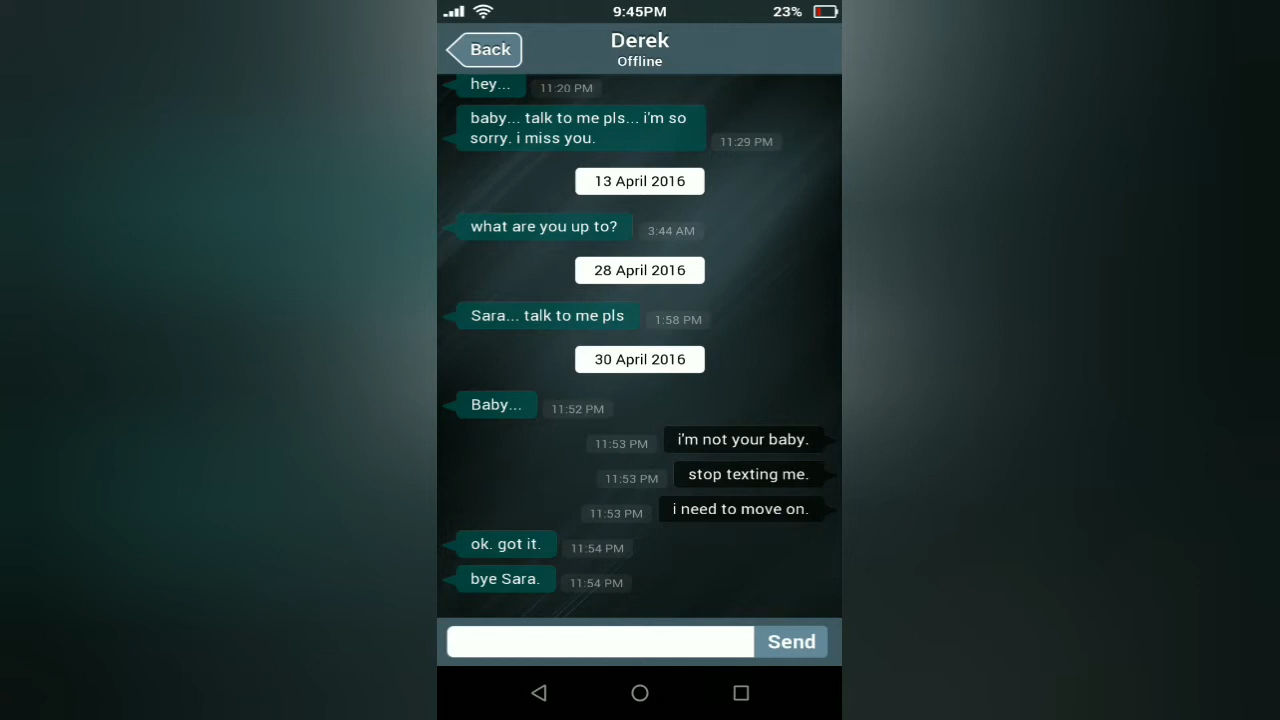 9:45PM 23%
Back
Derek
Offline
hey... 11:20 PM
baby... talk to me pls... i'm so
sorry. i miss you. 11:29 PM
13 April 2016
what are you up to? 3:44 AM
28 April 2016
Sara... talk to me pls 1:58 PM
30 April 2016
Baby... 11:52 PM
11:53 PM i'm not your baby.
11:53 PM stop texting me.
11:53 PM i need to move on.
ok. got it. 11:54 PM
bye Sara. 11:54 PM
Send